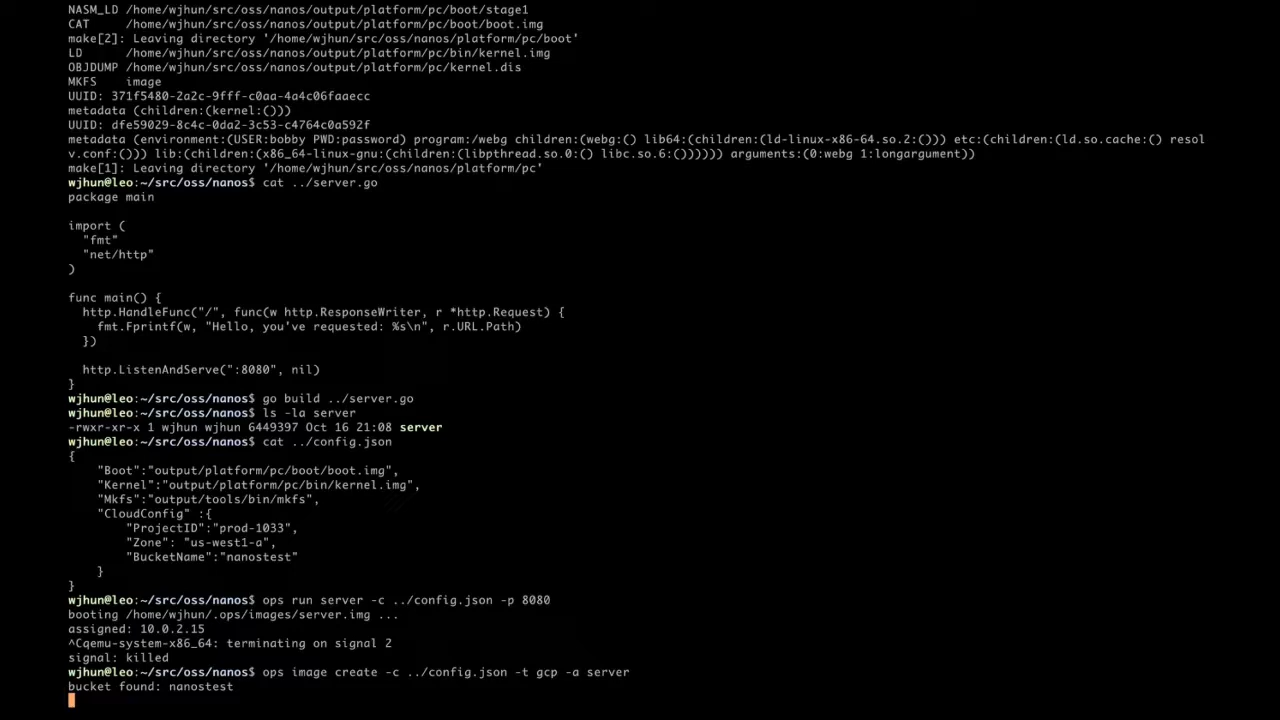 NASM_LD /home/wjhun/src/oss/nanos/output/platform/pc/boot/stage1
CAT     /home/wjhun/src/oss/nanos/output/platform/pc/boot/boot.img
make[2]: Leaving directory '/home/wjhun/src/oss/nanos/platform/pc/boot'
LD      /home/wjhun/src/oss/nanos/output/platform/pc/bin/kernel.img
OBJDUMP /home/wjhun/src/oss/nanos/output/platform/pc/kernel.dis
MKFS    image
UUID: 371f5480-2a2c-9fff-c0aa-4a4c06faaecc
metadata (children:(kernel:()))
UUID: dfe59029-8c4c-0da2-3c53-c4764c0a592f
metadata (environment:(USER:bobby PWD:password) program:/webg children:(webg:() lib64:(children:(ld-linux-x86-64.so.2:())) etc:(children:(ld.so.cache:() resol
v.conf:())) lib:(children:(x86_64-linux-gnu:(children:(libpthread.so.0:() libc.so.6:()))))) arguments:(0:webg 1:longargument))
make[1]: Leaving directory '/home/wjhun/src/oss/nanos/platform/pc'
wjhun@leo:~/src/oss/nanos$ cat ../server.go
package main

import (
  "fmt"
  "net/http"
)

func main() {
  http.HandleFunc("/", func(w http.ResponseWriter, r *http.Request) {
    fmt.Fprintf(w, "Hello, you've requested: %s\n", r.URL.Path)
  })

  http.ListenAndServe(":8080", nil)
}
wjhun@leo:~/src/oss/nanos$ go build ../server.go
wjhun@leo:~/src/oss/nanos$ ls -la server
-rwxr-xr-x 1 wjhun wjhun 6449397 Oct 16 21:08 server
wjhun@leo:~/src/oss/nanos$ cat ../config.json
{
    "Boot":"output/platform/pc/boot/boot.img",
    "Kernel":"output/platform/pc/bin/kernel.img",
    "Mkfs":"output/tools/bin/mkfs",
    "CloudConfig" :{
        "ProjectID":"prod-1033",
        "Zone": "us-west1-a",
        "BucketName":"nanostest"
    }
}
wjhun@leo:~/src/oss/nanos$ ops run server -c ../config.json -p 8080
booting /home/wjhun/.ops/images/server.img ...
assigned: 10.0.2.15
^Cqemu-system-x86_64: terminating on signal 2
signal: killed
wjhun@leo:~/src/oss/nanos$ ops image create -c ../config.json -t gcp -a server
bucket found: nanostest